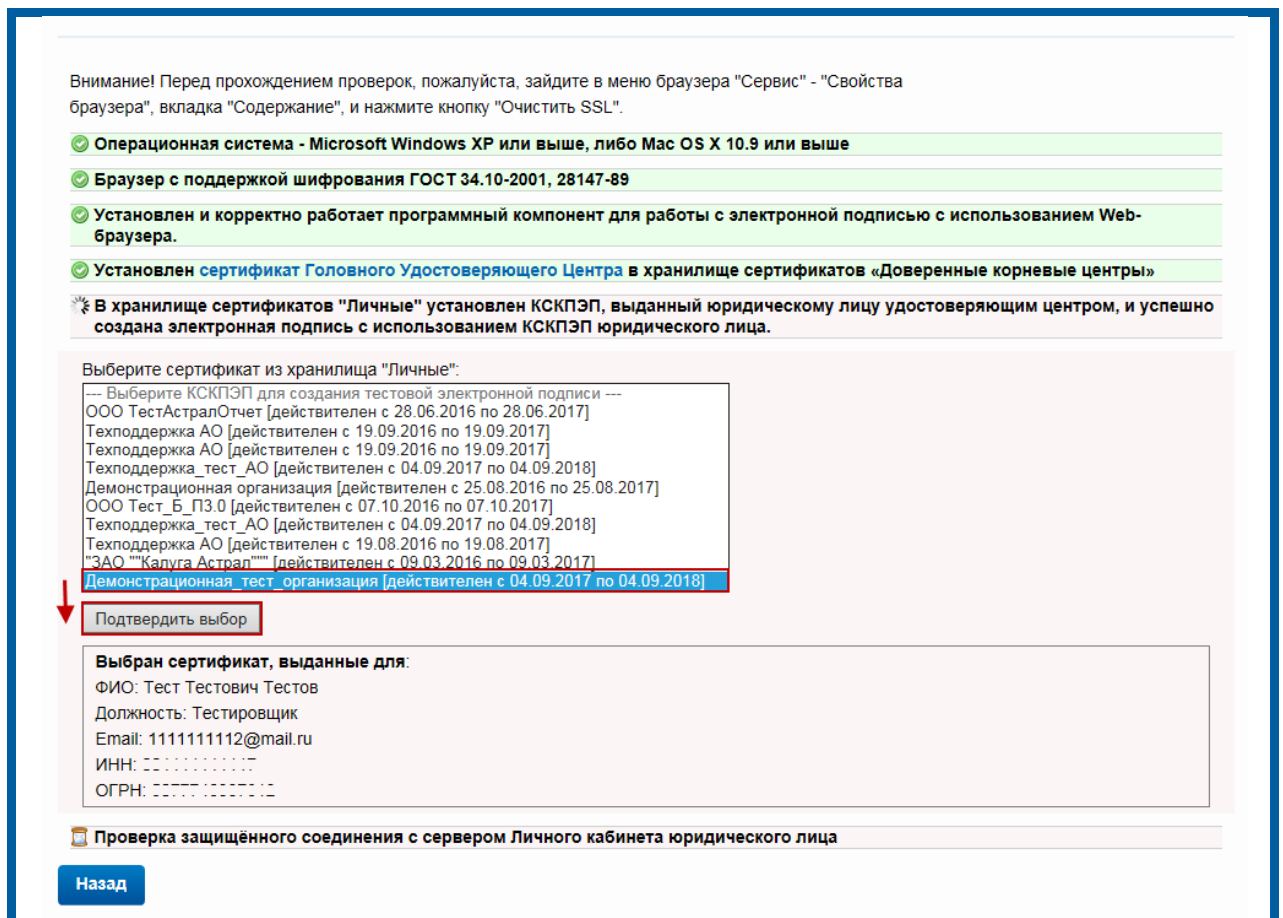 Внимание! Перед прохождением проверок, пожалуйста, зайдите в меню браузера "Сервис" - "Свойства
браузера", вкладка "Содержание", и нажмите кнопку "Очистить SSL".
Операционная система - Microsoft Windows XP или выше, либо Mac OS X 10.9 или выше
Браузер с поддержкой шифрования ГОСТ 34.10-2001, 28147-89
Установлен и корректно работает программный компонент для работы с электронной подписью с использованием Web-
браузера.
Установлен сертификат Головного Удостоверяющего Центра в хранилище сертификатов «Доверенные корневые центры»
В хранилище сертификатов "Личные" установлен КСКПЭП, выданный юридическому лицу удостоверяющим центром, и успешно
создана электронная подпись с использованием КСКПЭП юридического лица.
Выберите сертификат из хранилища "Личные":
--- Выберите КСКПЭП для создания тестовой электронной подписи ---
ООО ТестАстралОтчет [действителен с 28.06.2016 по 28.06.2017]
Техподдержка АО [действителен с 19.09.2016 по 19.09.2017]
Техподдержка АО [действителен с 19.09.2016 по 19.09.2017]
Техподдержка_тест_АО [действителен с 04.09.2017 по 04.09.2018]
Демонстрационная организация [действителен с 25.08.2016 по 25.08.2017]
ООО Тест_Б_П3.0 [действителен с 07.10.2016 по 07.10.2017]
Техподдержка_тест_АО [действителен с 04.09.2017 по 04.09.2018]
Техподдержка АО [действителен с 19.08.2016 по 19.08.2017]
"ЗАО ""Калуга Астрал""" [действителен с 09.03.2016 по 09.03.2017]
Демонстрационная_тест_организация [действителен с 04.09.2017 по 04.09.2018]
Подтвердить выбор
Выбран сертификат, выданные для:
ФИО: Тест Тестович Тестов
Должность: Тестировщик
Email: 1111111112@mail.ru
ИНН:
ОГРН:
Проверка защищённого соединения с сервером Личного кабинета юридического лица
Назад